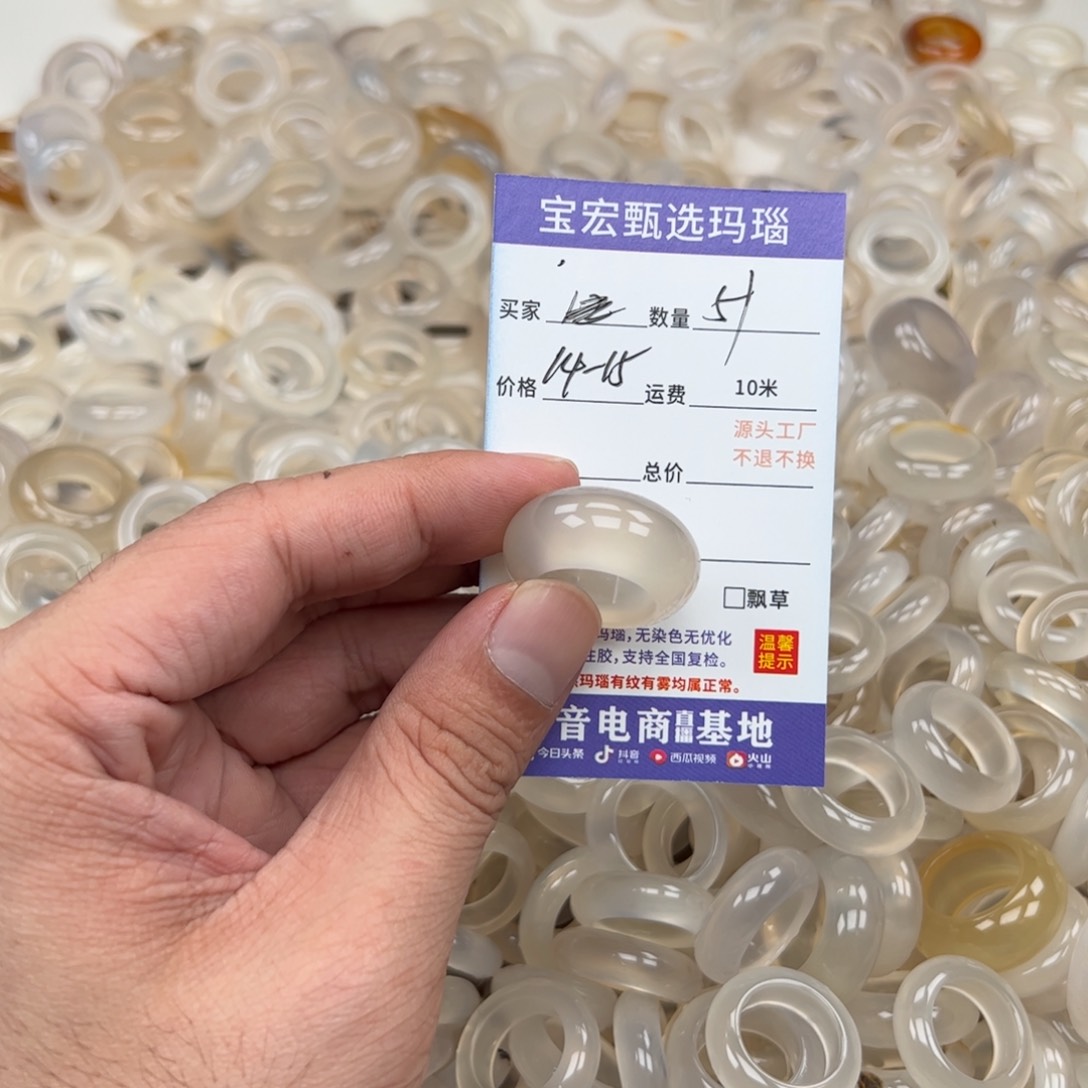 宝宏甄选玛瑙
买家 数量 51
价格 14-15 运费 10米
源头工厂
不退不换
总价
□飘草
玛瑙，无染色无优化
注胶，支持全国复检。
玛瑙有纹有雾均属正常。
温馨
提示
音电商直播基地
今日头条 抖音 西瓜视频 火山